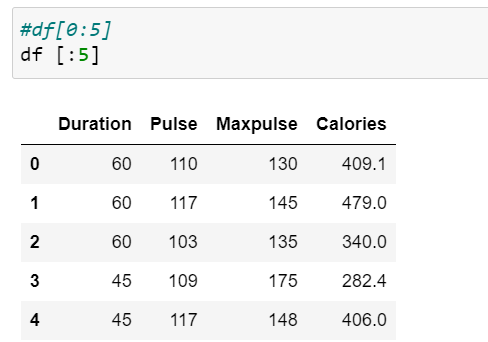 #df[0:5]
df [:5]
Duration Pulse Maxpulse Calories
0 60 110 130 409.1
1 60 117 145 479.0
2 60 103 135 340.0
3 45 109 175 282.4
4 45 117 148 406.0